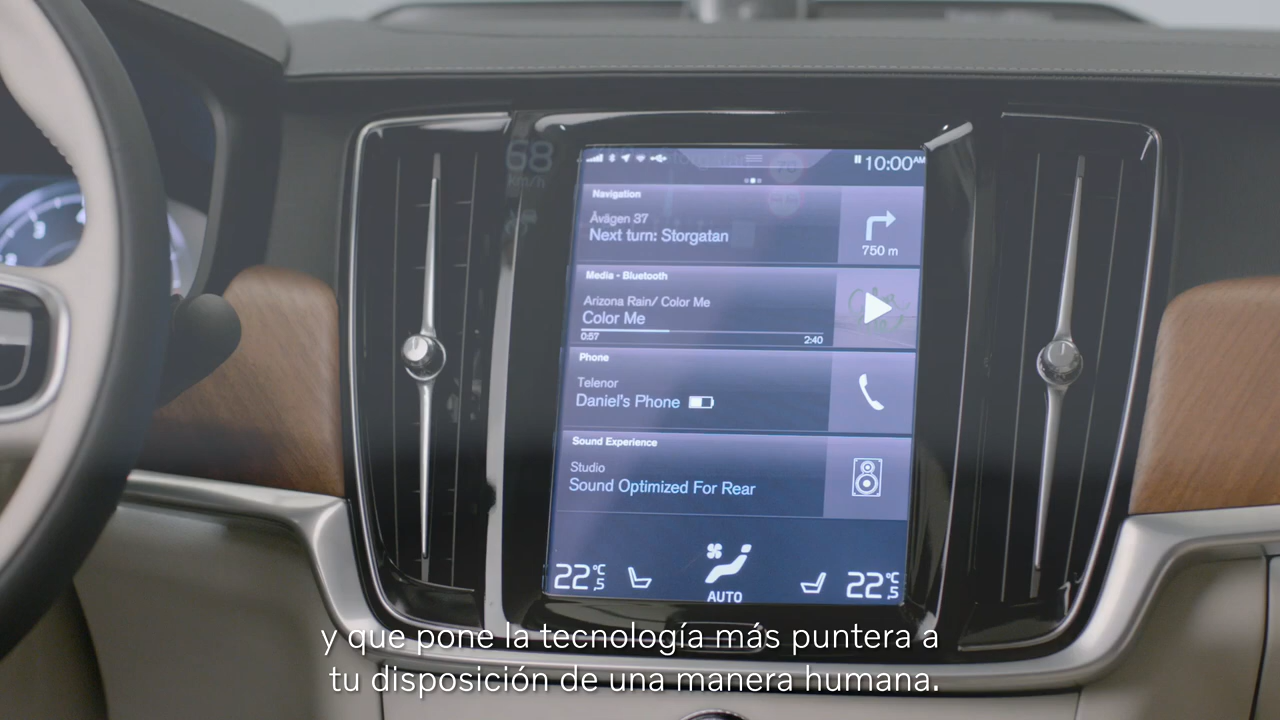 68
km/h
10:00AM
Navigation
Åvägen 37
Next turn: Storgatan
750 m
Media - Bluetooth
Arizona Rain/ Color Me
Color Me
0:57 2:40
Phone
Telenor
Daniel's Phone
Sound Experience
Studio
Sound Optimized For Rear
22.5°C 22.5°C
AUTO
y que pone la tecnología más puntera a
tu disposición de una manera humana.